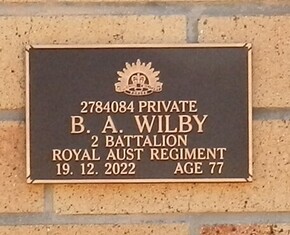 2784084 PRIVATE
B. A. WILBY
2 BATTALION
ROYAL AUST REGIMENT
19. 12. 2022 AGE 77